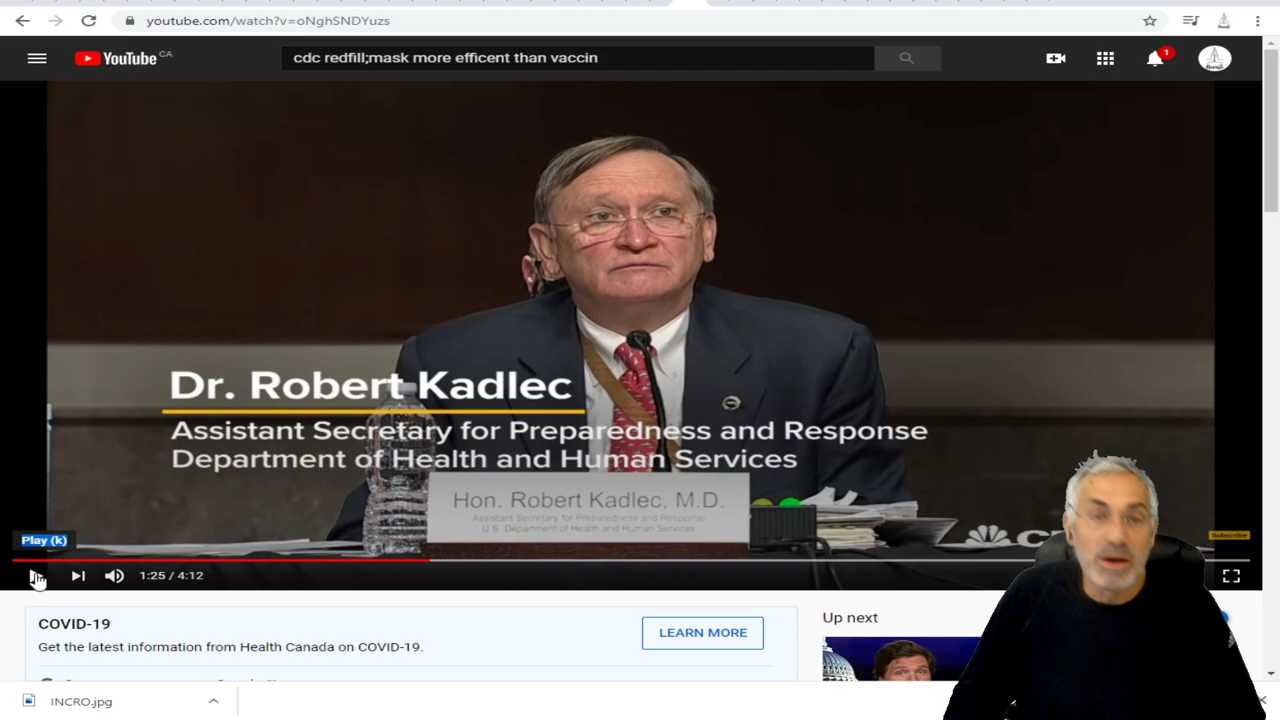 youtube.com/watch?v=oNghSNDYuzs
YouTube CA
cdc redfill;mask more efficent than vaccin
1
Dr. Robert Kadlec
Assistant Secretary for Preparedness and Response
Department of Health and Human Services
Hon. Robert Kadlec, M.D.
Assistant Secretary for Preparedness and Response
U.S. Department of Health and Human Services
Subscribe
Play (k)
1:25 / 4:12
COVID-19
Get the latest information from Health Canada on COVID-19.
LEARN MORE
Up next
INCRO.jpg